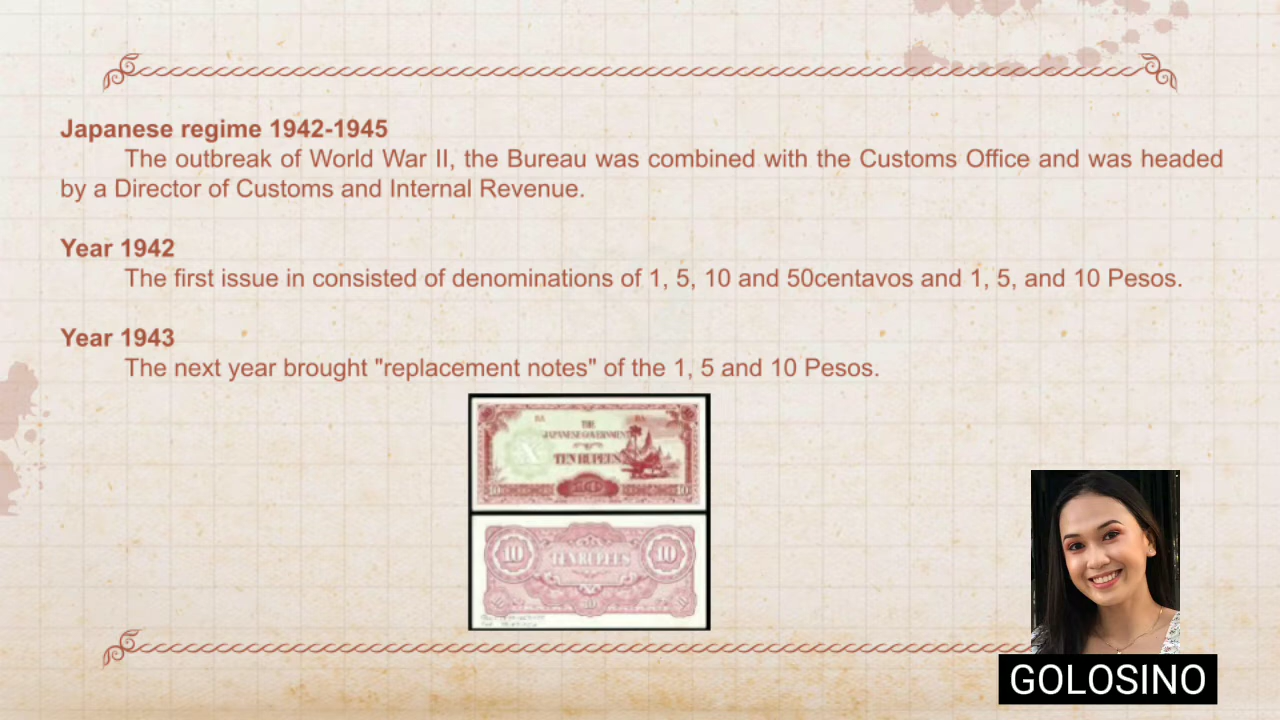 Japanese regime 1942-1945
The outbreak of World War II, the Bureau was combined with the Customs Office and was headed
by a Director of Customs and Internal Revenue.
Year 1942
The first issue in consisted of denominations of 1, 5, 10 and 50centavos and 1, 5, and 10 Pesos.
Year 1943
The next year brought "replacement notes" of the 1, 5 and 10 Pesos.
THE
JAPANESE GOVERNMENT
TEN RUPEES
10 TEN RUPEES 10
GOLOSINO